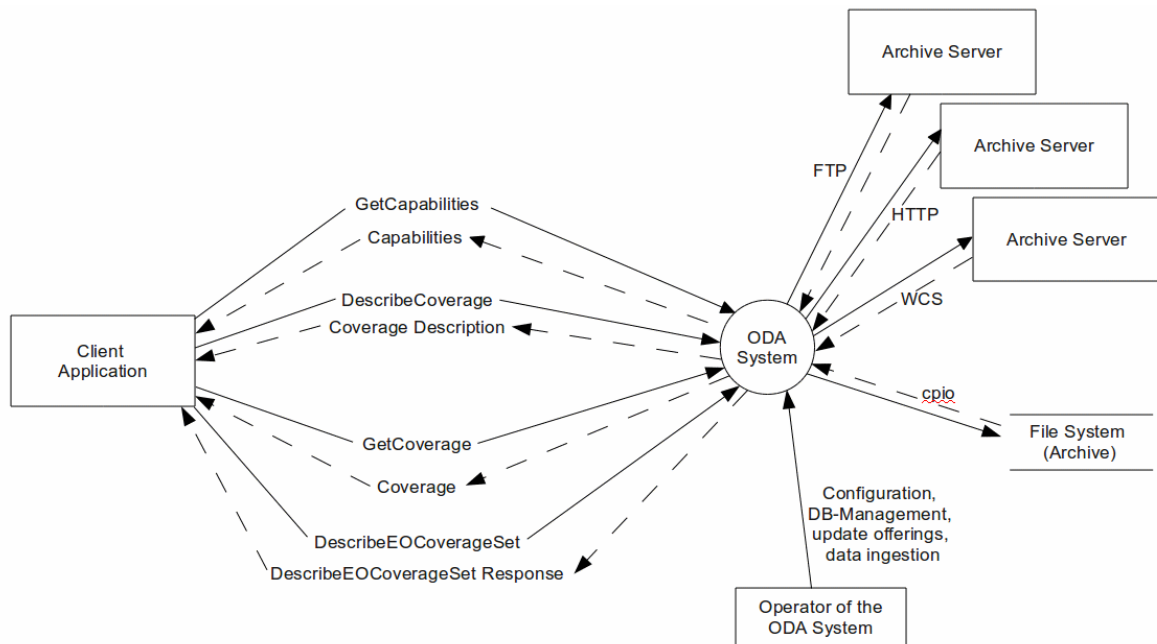 Archive Server
Archive Server
FTP
GetCapabilities
HTTP
Capabilities
Archive Server
DescribeCoverage
WCS
Coverage Description
Client
Application
ODA
System
cpio
GetCoverage
File System
(Archive)
Coverage
Configuration,
DB-Management,
update offerings,
data ingestion
DescribeEOCoverageSet
DescribeEOCoverageSet Response
Operator of the
ODA System